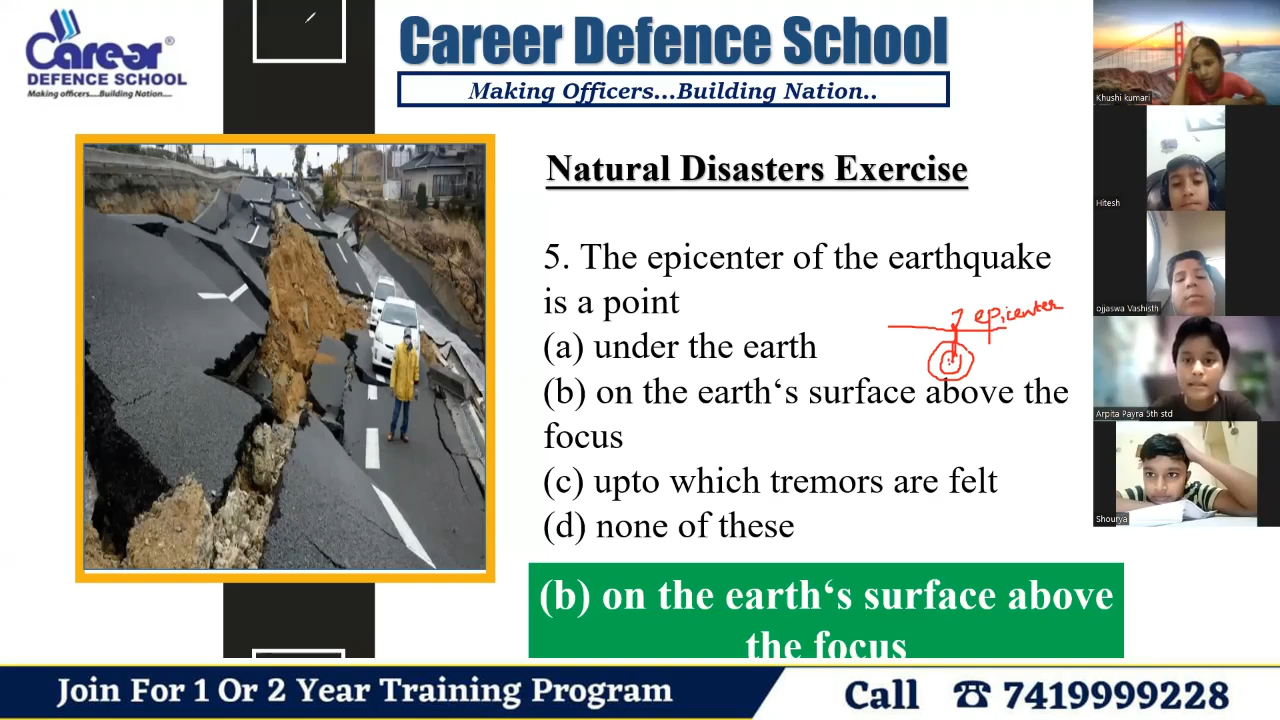 Career®
DEFENCE SCHOOL
Making officers....Building Nation....
Career Defence School
Making Officers...Building Nation..
Natural Disasters Exercise
5. The epicenter of the earthquake
is a point
(a) under the earth
epicenter
(b) on the earth‘s surface above the
focus
(c) upto which tremors are felt
(d) none of these
(b) on the earth‘s surface above
the focus
Khushi kumari
Hitesh
ojjaswa Vashisth
Arpita Payra 5th std
Shourya
Join For 1 Or 2 Year Training Program
Call ☎ 7419999228